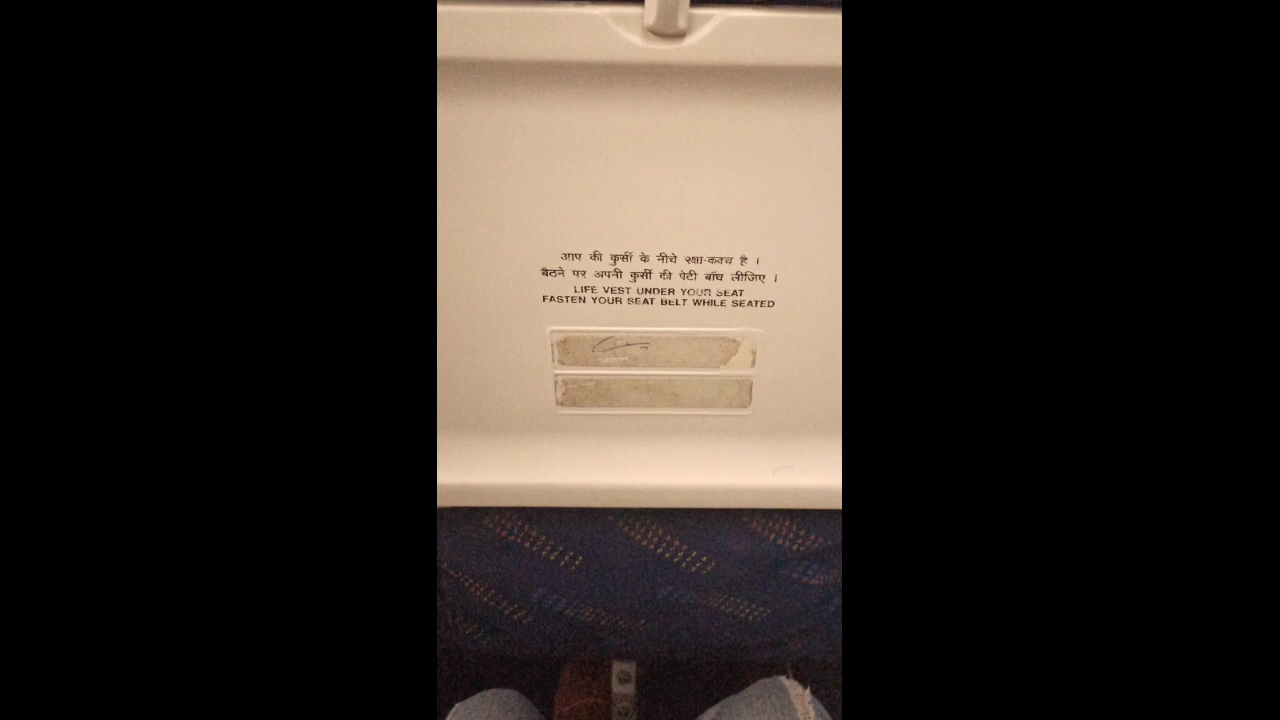 आप की कुर्सी के नीचे रक्षा-कवच है ।
बैठने पर अपनी कुर्सी की पेटी बाँध लीजिए ।
LIFE VEST UNDER YOUR SEAT
FASTEN YOUR SEAT BELT WHILE SEATED